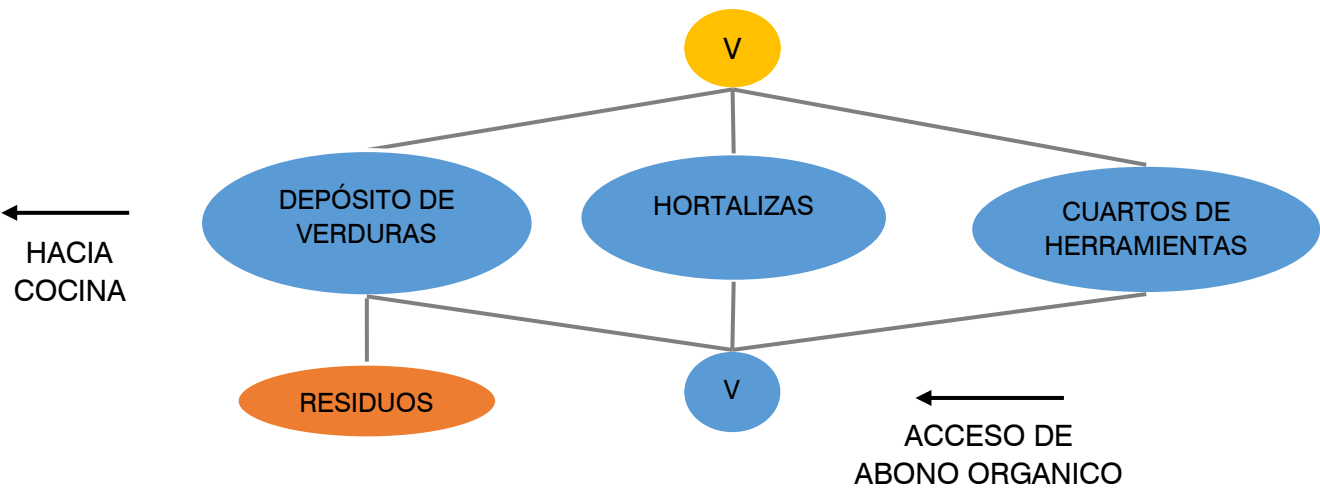 V
DEPÓSITO DE
VERDURAS
HORTALIZAS
CUARTOS DE
HERRAMIENTAS
HACIA
COCINA
RESIDUOS
V
ACCESO DE
ABONO ORGANICO